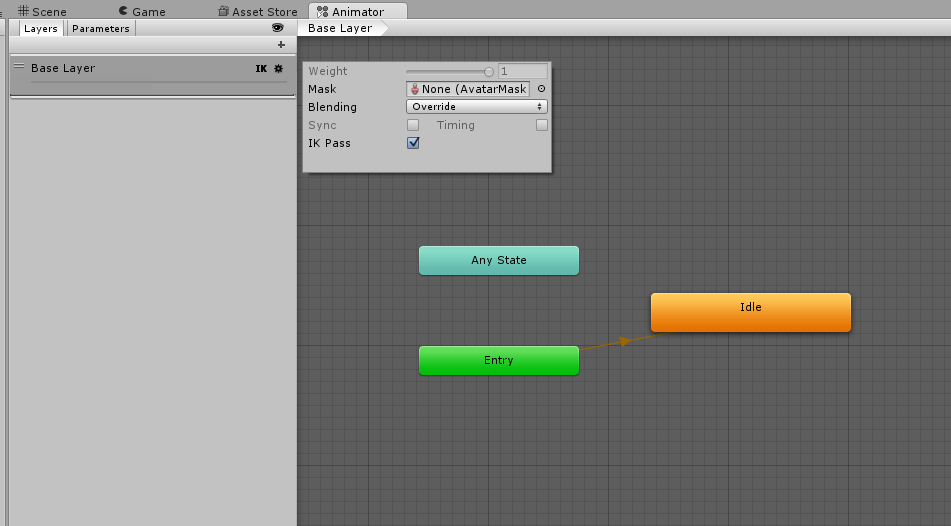 Scene Game Asset Store Animator
Layers Parameters
Base Layer
+
Base Layer IK
Weight 1
Mask None (AvatarMask
Blending Override
Sync Timing
IK Pass
Any State
Idle
Entry